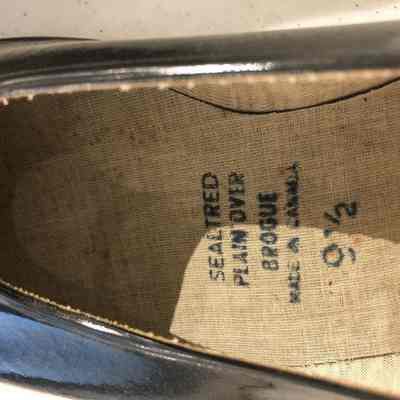 SEALTRED
PLAIN OVER
BROGUE
MADE IN CANADA
9½